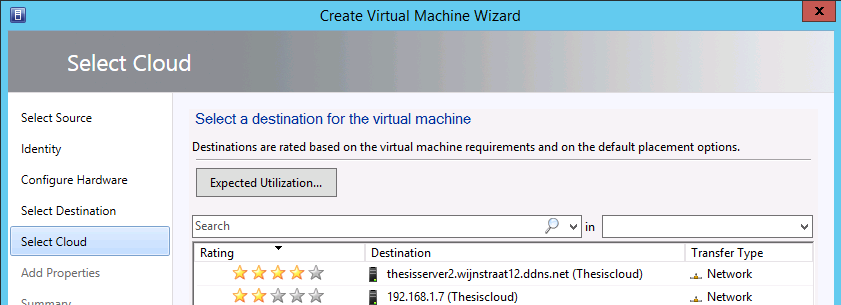 Create Virtual Machine Wizard
x
Select Cloud
Select Source
Identity
Configure Hardware
Select Destination
Select Cloud
Add Properties
Summary
Select a destination for the virtual machine
Destinations are rated based on the virtual machine requirements and on the default placement options.
Expected Utilization...
Search in
Rating Destination Transfer Type
thesisserver2.wijnstraat12.ddns.net (Thesiscloud) Network
192.168.1.7 (Thesiscloud) Network